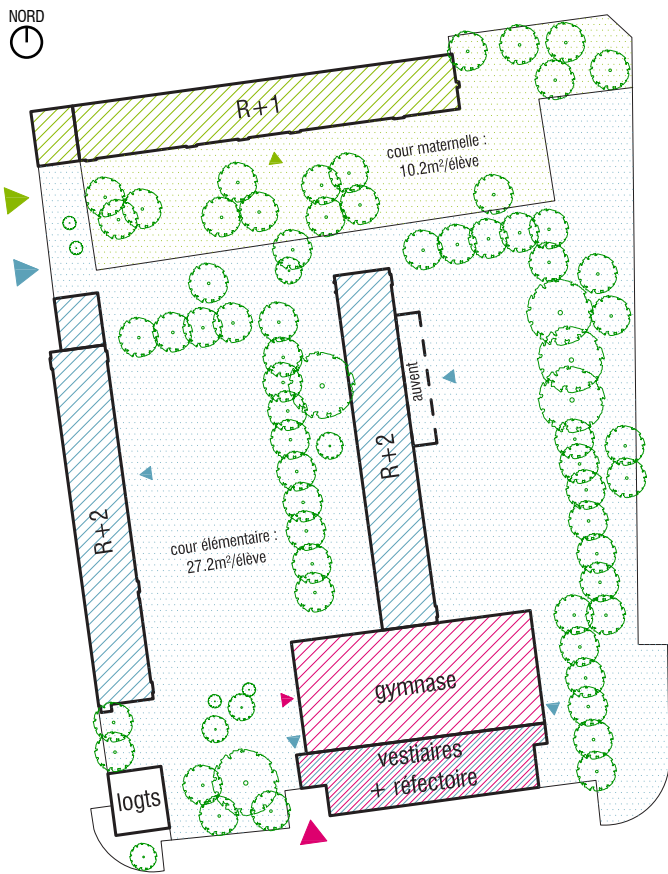 NORD
R+1
cour maternelle :
10.2m²/élève
auvent
R+2
R+2
cour élémentaire :
27.2m²/élève
gymnase
vestiaires
+ réfectoire
logts